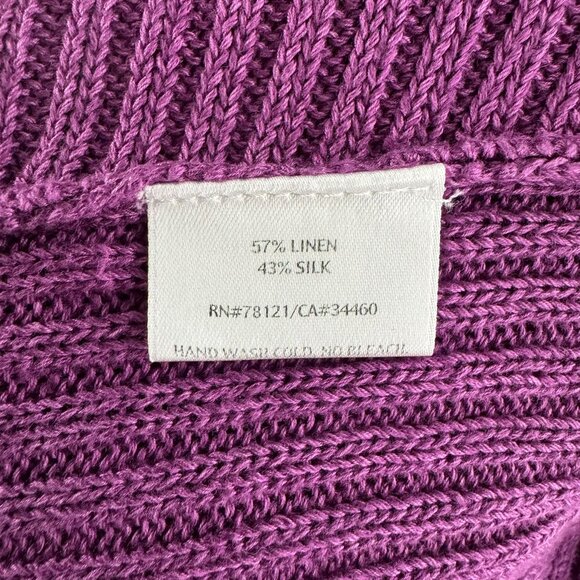 57% LINEN
43% SILK
RN#78121/CA#34460
HAND WASH COLD, NO BLEACH